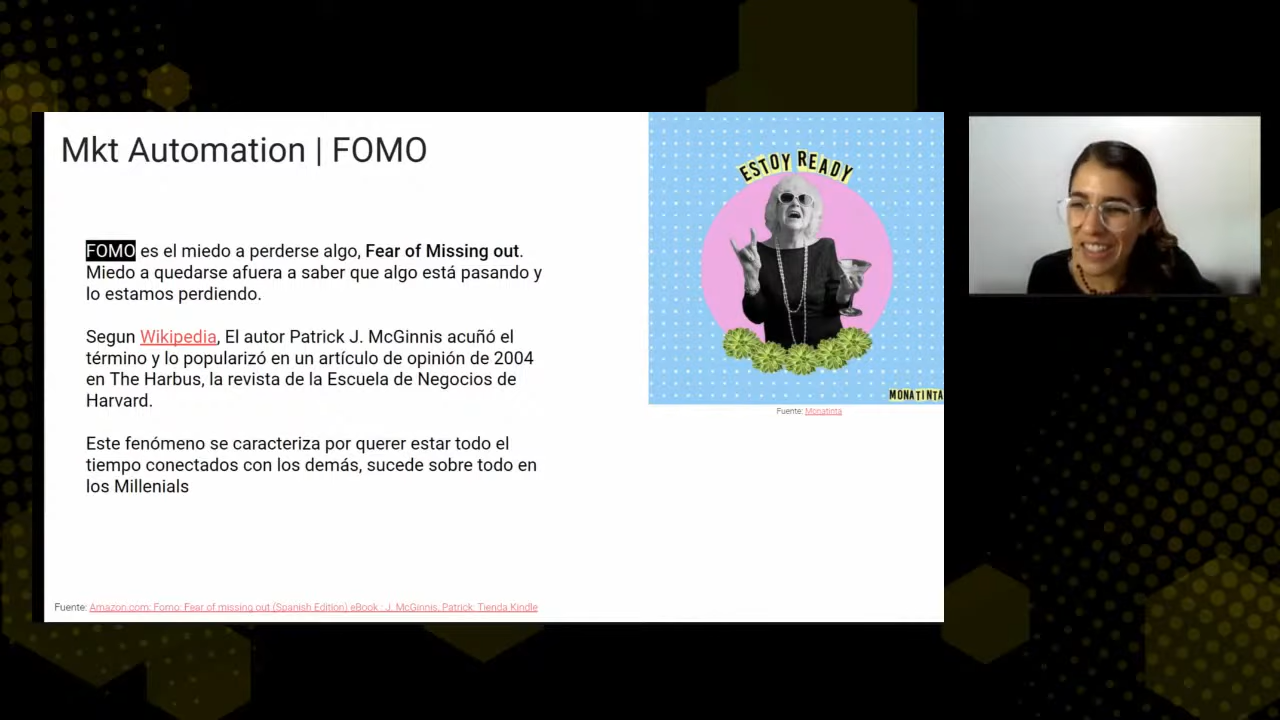 Mkt Automation | FOMO
ESTOY READY
FOMO es el miedo a perderse algo, Fear of Missing out.
Miedo a quedarse afuera a saber que algo está pasando y
lo estamos perdiendo.
Segun Wikipedia, El autor Patrick J. McGinnis acuñó el
término y lo popularizó en un artículo de opinión de 2004
en The Harbus, la revista de la Escuela de Negocios de
Harvard.
MONATINTA
Fuente: Monatinta
Este fenómeno se caracteriza por querer estar todo el
tiempo conectados con los demás, sucede sobre todo en
los Millenials
Fuente: Amazon.com: Fomo: Fear of missing out (Spanish Edition) eBook : J. McGinnis, Patrick: Tienda Kindle